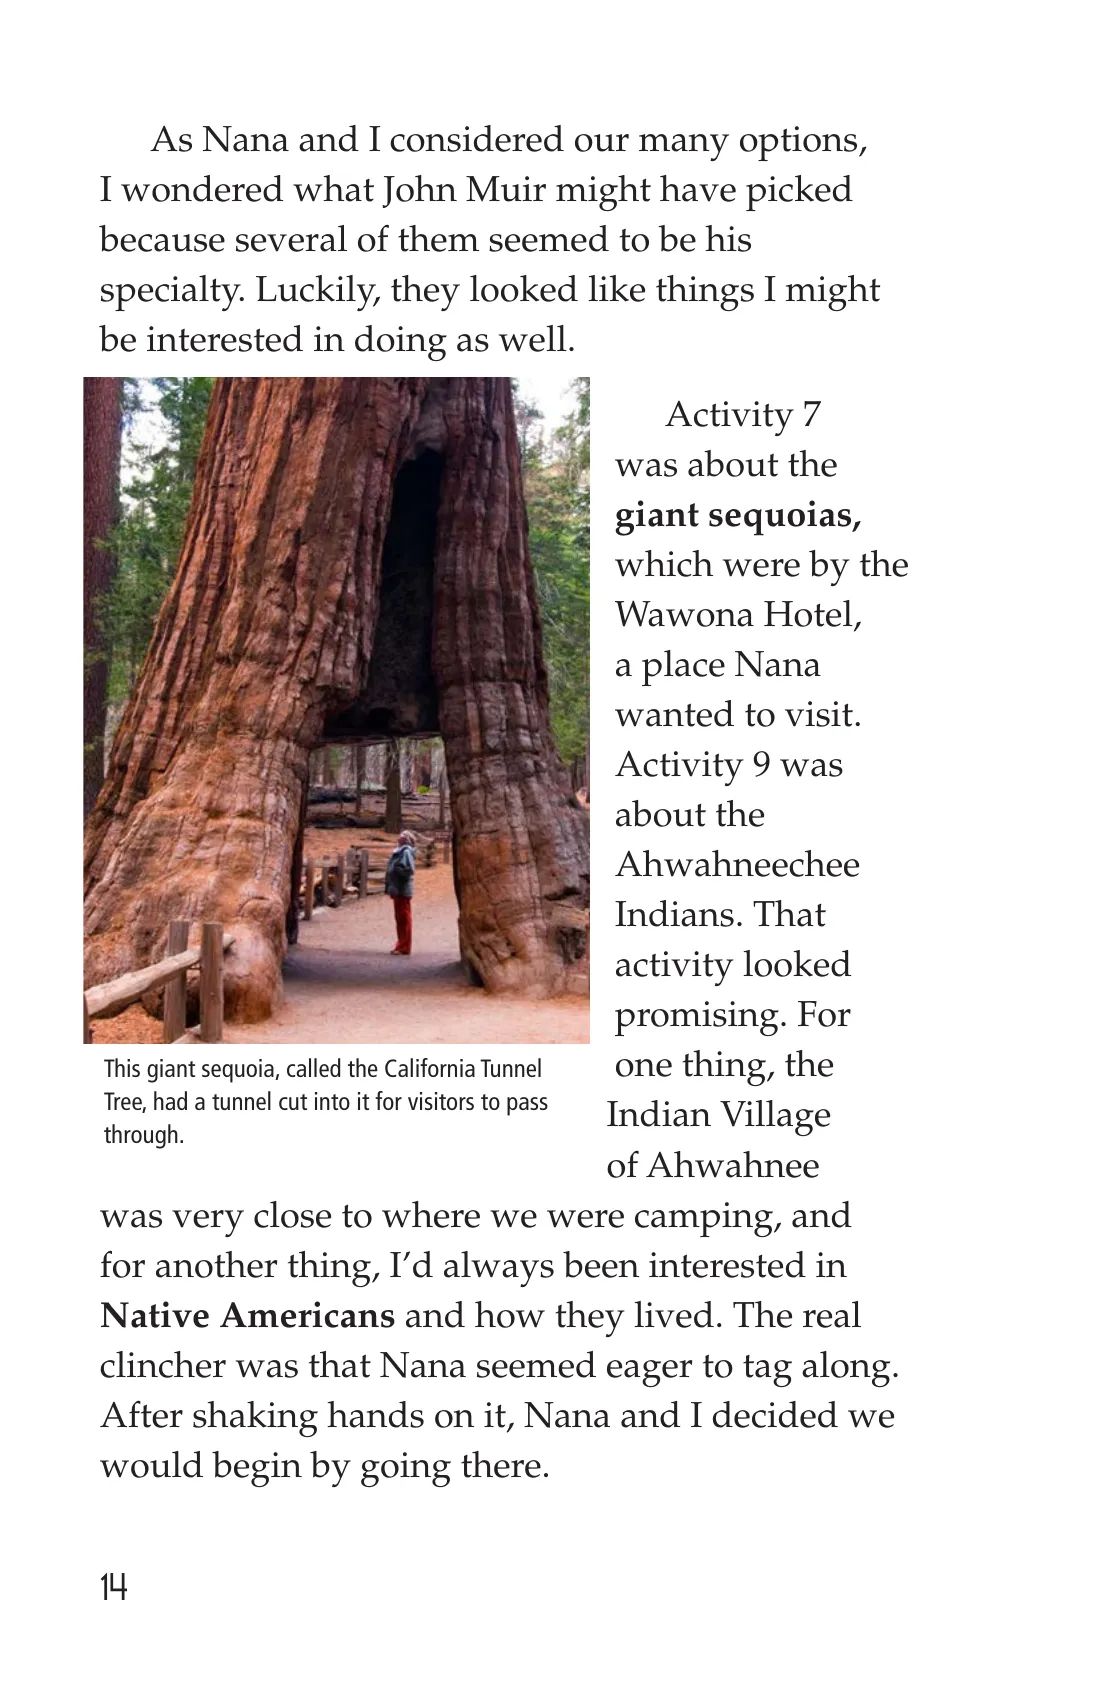 As Nana and I considered our many options,
I wondered what John Muir might have picked
because several of them seemed to be his
specialty. Luckily, they looked like things I might
be interested in doing as well.
Activity 7
was about the
giant sequoias,
which were by the
Wawona Hotel,
a place Nana
wanted to visit.
Activity 9 was
about the
Ahwahneechee
Indians. That
activity looked
promising. For
one thing, the
Indian Village
of Ahwahnee
was very close to where we were camping, and
for another thing, I’d always been interested in
Native Americans and how they lived. The real
clincher was that Nana seemed eager to tag along.
After shaking hands on it, Nana and I decided we
would begin by going there.
This giant sequoia, called the California Tunnel
Tree, had a tunnel cut into it for visitors to pass
through.
14